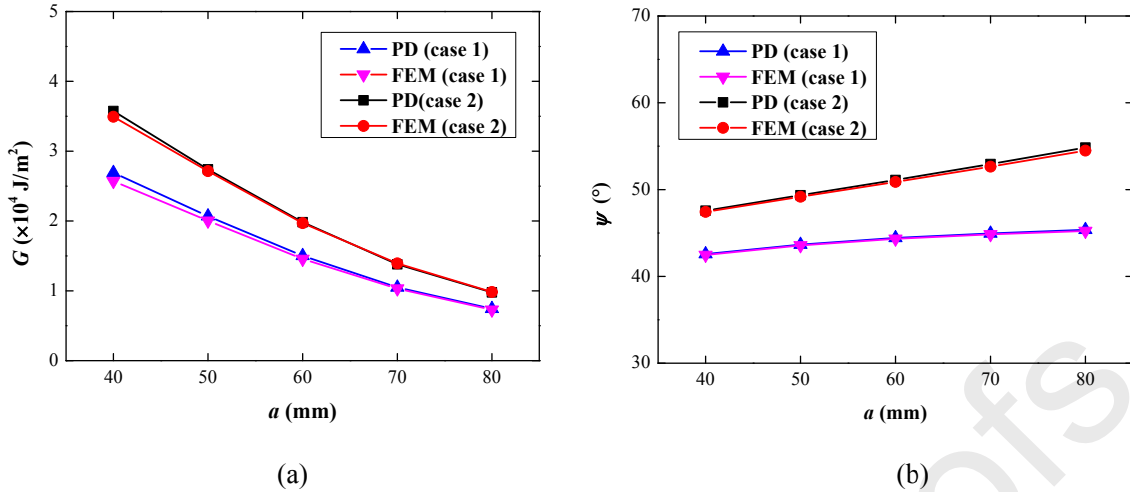 5
4
3
2
1
0
G (×10⁴ J/m²)
PD (case 1)
FEM (case 1)
PD(case 2)
FEM (case 2)
40 50 60 70 80
a (mm)
(a)
70
60
50
40
30
ψ (°)
PD (case 1)
FEM (case 1)
PD (case 2)
FEM (case 2)
40 50 60 70 80
a (mm)
(b)
ofs